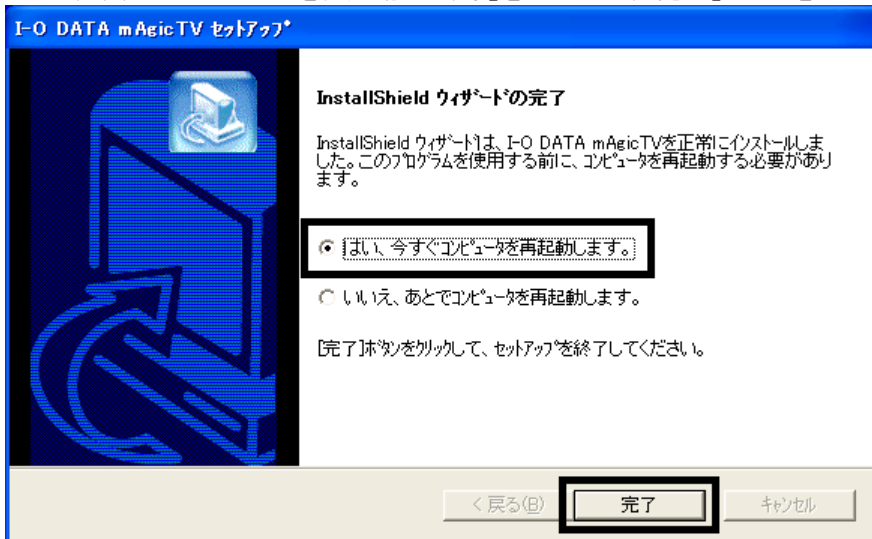 I-O DATA mAgicTV ｾｯﾄｱｯﾌﾟ
InstallShield ｳｨｻﾞｰﾄﾞの完了
InstallShield ｳｨｻﾞｰﾄﾞは、I-O DATA mAgicTVを正常にｲﾝｽﾄｰﾙしま
した。このﾌﾟﾛｸﾞﾗﾑを使用する前に、ｺﾝﾋﾟｭｰﾀを再起動する必要があり
ます。
はい、今すぐｺﾝﾋﾟｭｰﾀを再起動します。
いいえ、あとでｺﾝﾋﾟｭｰﾀを再起動します。
[完了]ﾎﾞﾀﾝをｸﾘｯｸして、ｾｯﾄｱｯﾌﾟを終了してください。
< 戻る(B) 完了 ｷｬﾝｾﾙ